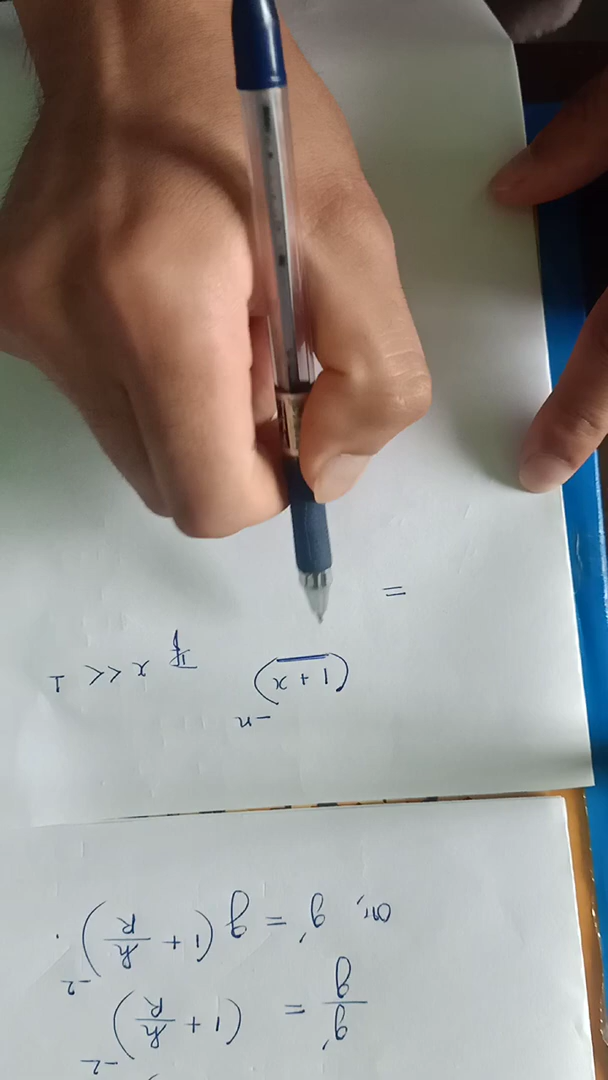 g'/g = (1 + h/R)^-2
or, g' = g (1 + h/R)^-2 .
(1 + x)^-n If x << 1
=